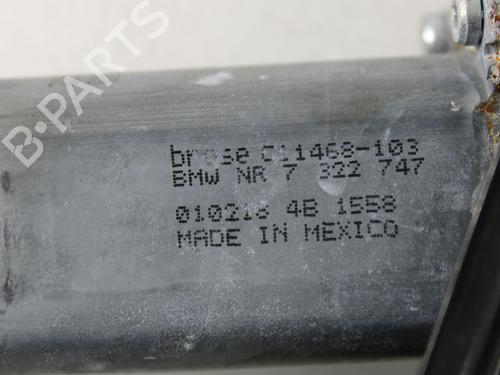 B-PARTS
brose C11468-103
BMW NR 7 322 747
010218 4B 1558
MADE IN MEXICO